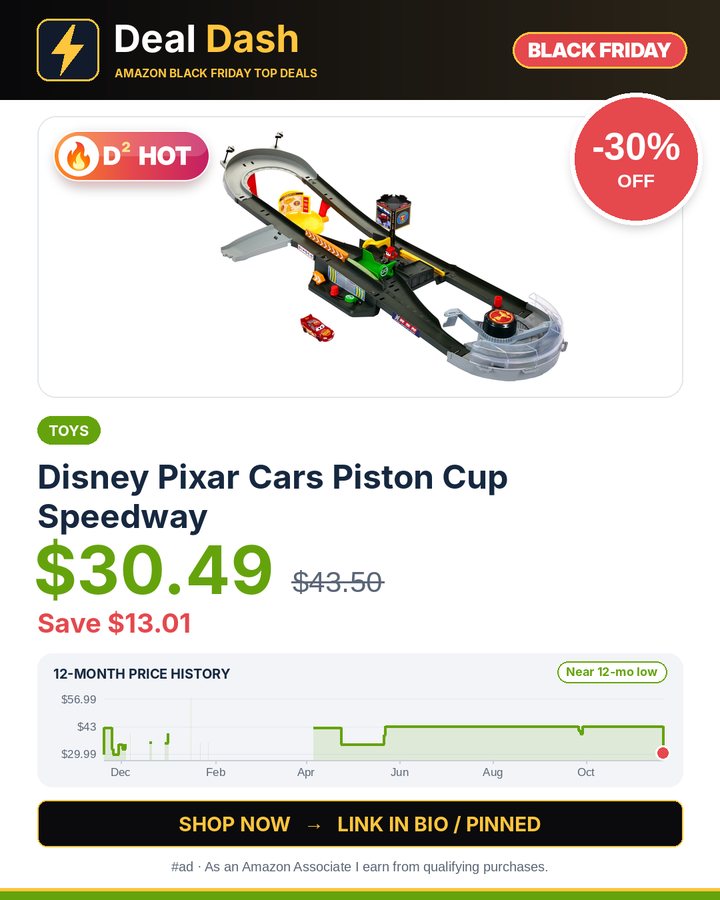 Deal Dash
AMAZON BLACK FRIDAY TOP DEALS
BLACK FRIDAY
D² HOT
-30%
OFF
TOYS
Disney Pixar Cars Piston Cup
Speedway
$30.49 $43.50
Save $13.01
12-MONTH PRICE HISTORY
Near 12-mo low
$56.99
$43
$29.99
Dec Feb Apr Jun Aug Oct
SHOP NOW → LINK IN BIO / PINNED
#ad · As an Amazon Associate I earn from qualifying purchases.